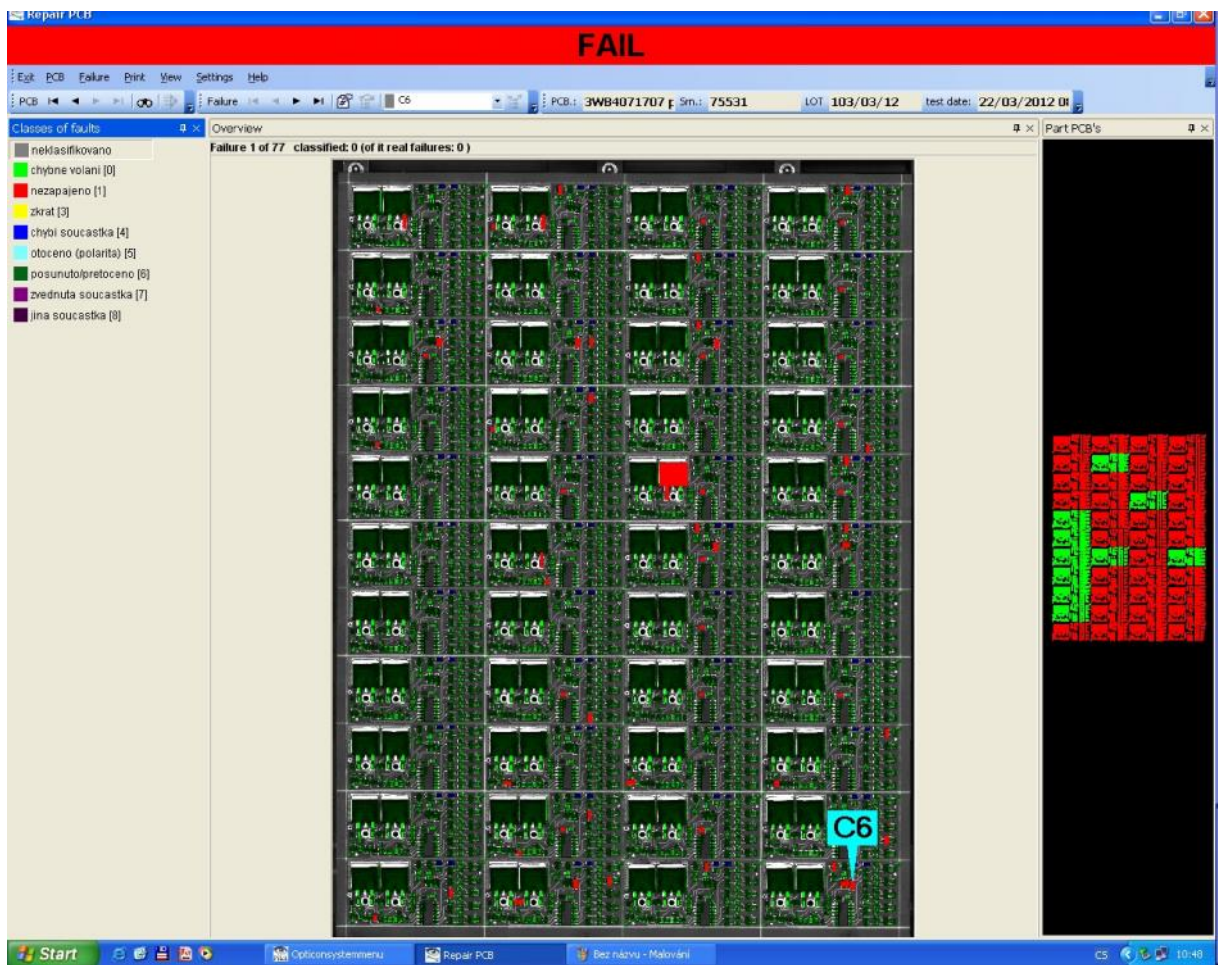 Repair PCB
FAIL
Exit PCB Failure Print View Settings Help
PCB Failure C6 PCB.: 3WB4071707 p Srn.: 75531 LOT 103/03/12 test date: 22/03/2012 0
Classes of faults
Overview
Part PCB's
neklasifikovano
Failure 1 of 77 classified: 0 (of it real failures: 0 )
chybne volani [0]
nezapajeno [1]
zkrat [3]
chybi soucastka [4]
otoceno (polarita) [5]
posunuto/pretoceno [6]
zvednuta soucastka [7]
jina soucastka [8]
C6
Start Opticonsystemmenu Repair PCB Bez názvu - Malování CS 10:48